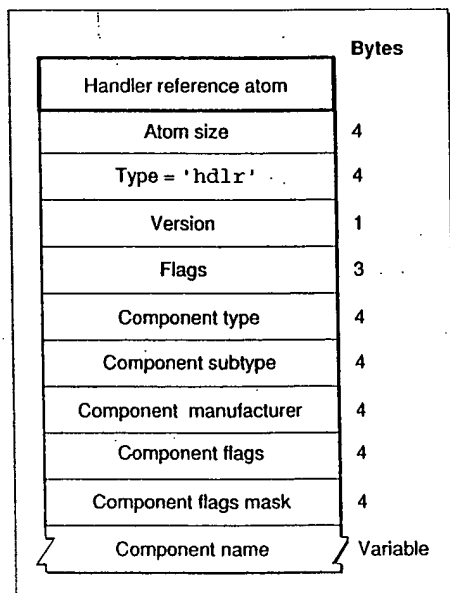 Bytes
Handler reference atom
Atom size 4
Type = 'hdlr' 4
Version 1
Flags 3
Component type 4
Component subtype 4
Component manufacturer 4
Component flags 4
Component flags mask 4
Component name Variable